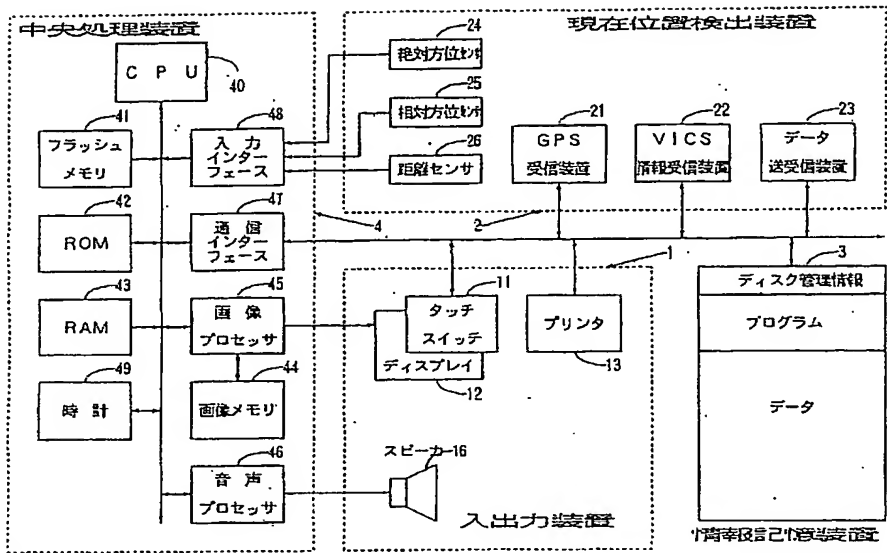 中央処理装置
CPU
40
41
フラッシュ
メモリ
48
入力
インター
フェース
42
ROM
47
通信
インター
フェース
43
RAM
45
画像
プロセッサ
49
時計
44
画像メモリ
46
音声
プロセッサ
4
現在位置検出装置
24
絶対方位センサ
25
相対方位センサ
26
距離センサ
21
GPS
受信装置
22
VICS
情報受信装置
23
データ
送受信装置
2
1
11
タッチ
スイッチ
ディスプレイ
12
プリンタ
13
スピーカ
16
入出力装置
3
ディスク管理情報
プログラム
データ
情報記憶装置